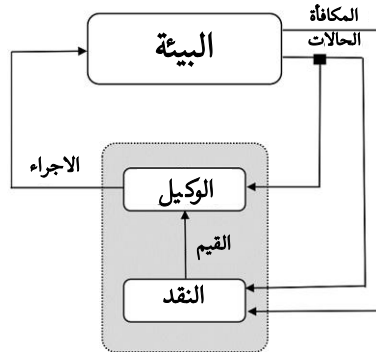 المكافأة
الحالات
البيئة
الاجراء
الوكيل
القيم
النقد